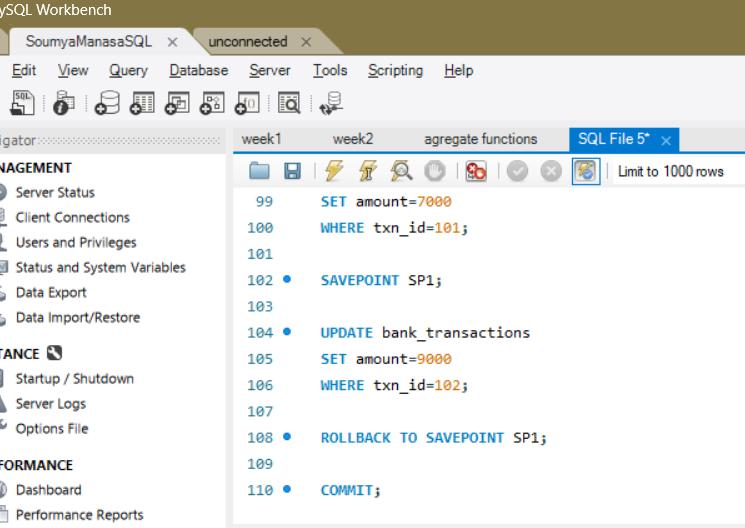 ySQL Workbench
SoumyaManasaSQL × unconnected ×
Edit View Query Database Server Tools Scripting Help
SQL
igator
week1 week2 agregate functions SQL File 5* ×
NAGEMENT
Limit to 1000 rows
Server Status
Client Connections
Users and Privileges
Status and System Variables
Data Export
Data Import/Restore
TANCE
Startup / Shutdown
Server Logs
Options File
FORMANCE
Dashboard
Performance Reports
99 SET amount=7000
100 WHERE txn_id=101;
101
102 SAVEPOINT SP1;
103
104 UPDATE bank_transactions
105 SET amount=9000
106 WHERE txn_id=102;
107
108 ROLLBACK TO SAVEPOINT SP1;
109
110 COMMIT;